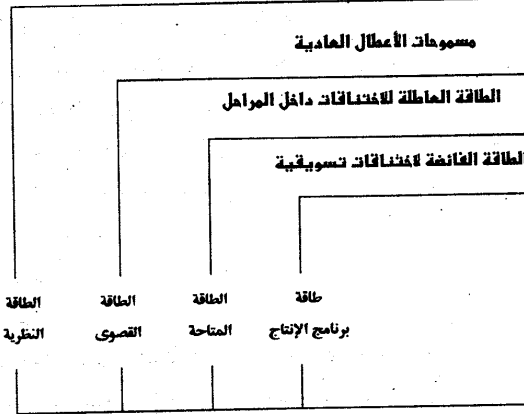 مسموحات الأعطال العادية
الطاقة العاطلة للاختناقات داخل المراحل
الطاقة الفائضة لاختناقات تسويقية
طاقة الطاقة الطاقة الطاقة
برنامج الإنتاج المتاحة القصوى النظرية